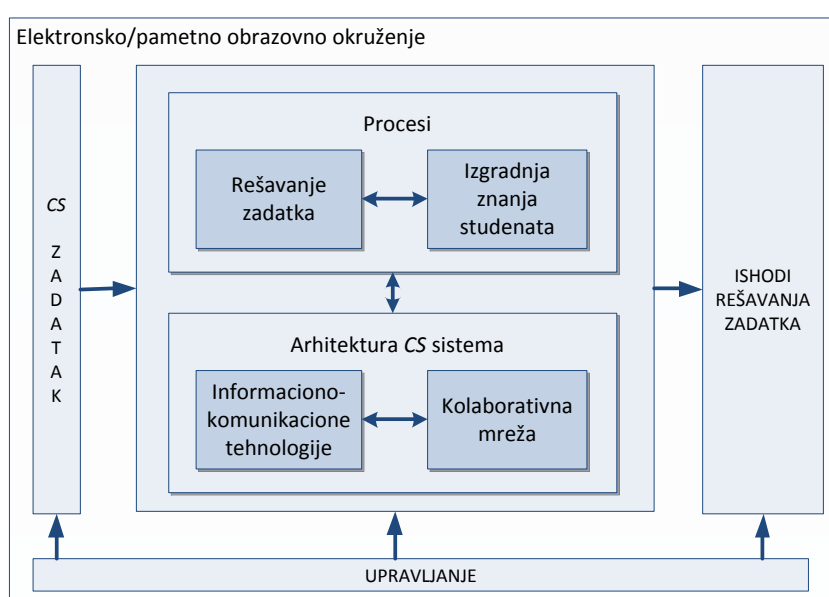 Elektronsko/pametno obrazovno okruženje
CS
Z
A
D
A
T
A
K
Procesi
Rešavanje
zadatka
Izgradnja
znanja
studenata
Arhitektura CS sistema
Informaciono-
komunikacione
tehnologije
Kolaborativna
mreža
ISHODI
REŠAVANJA
ZADATKA
UPRAVLJANJE